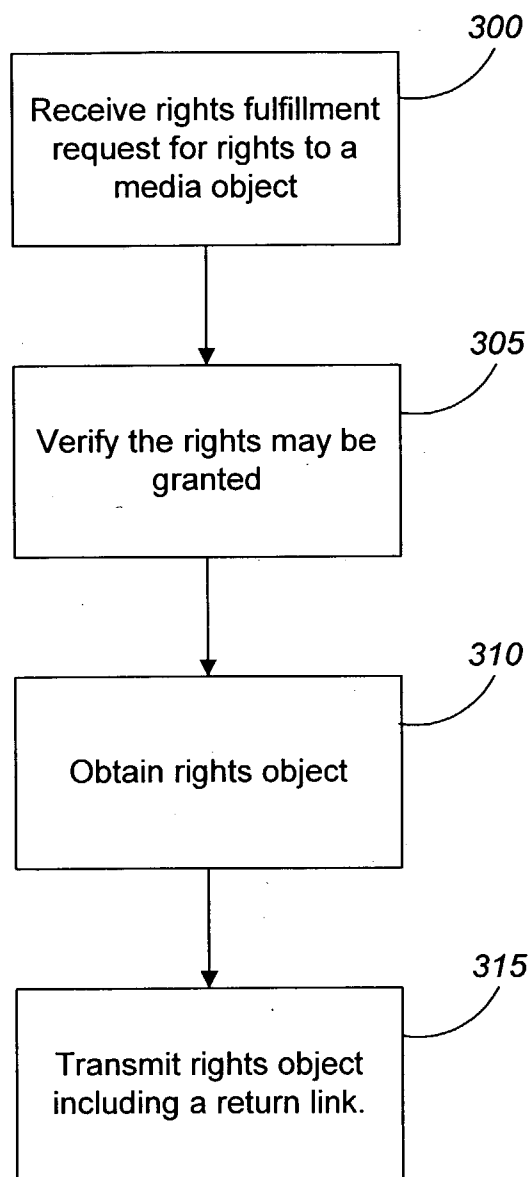 300
Receive rights fulfillment
request for rights to a
media object
305
Verify the rights may be
granted
310
Obtain rights object
315
Transmit rights object
including a return link.